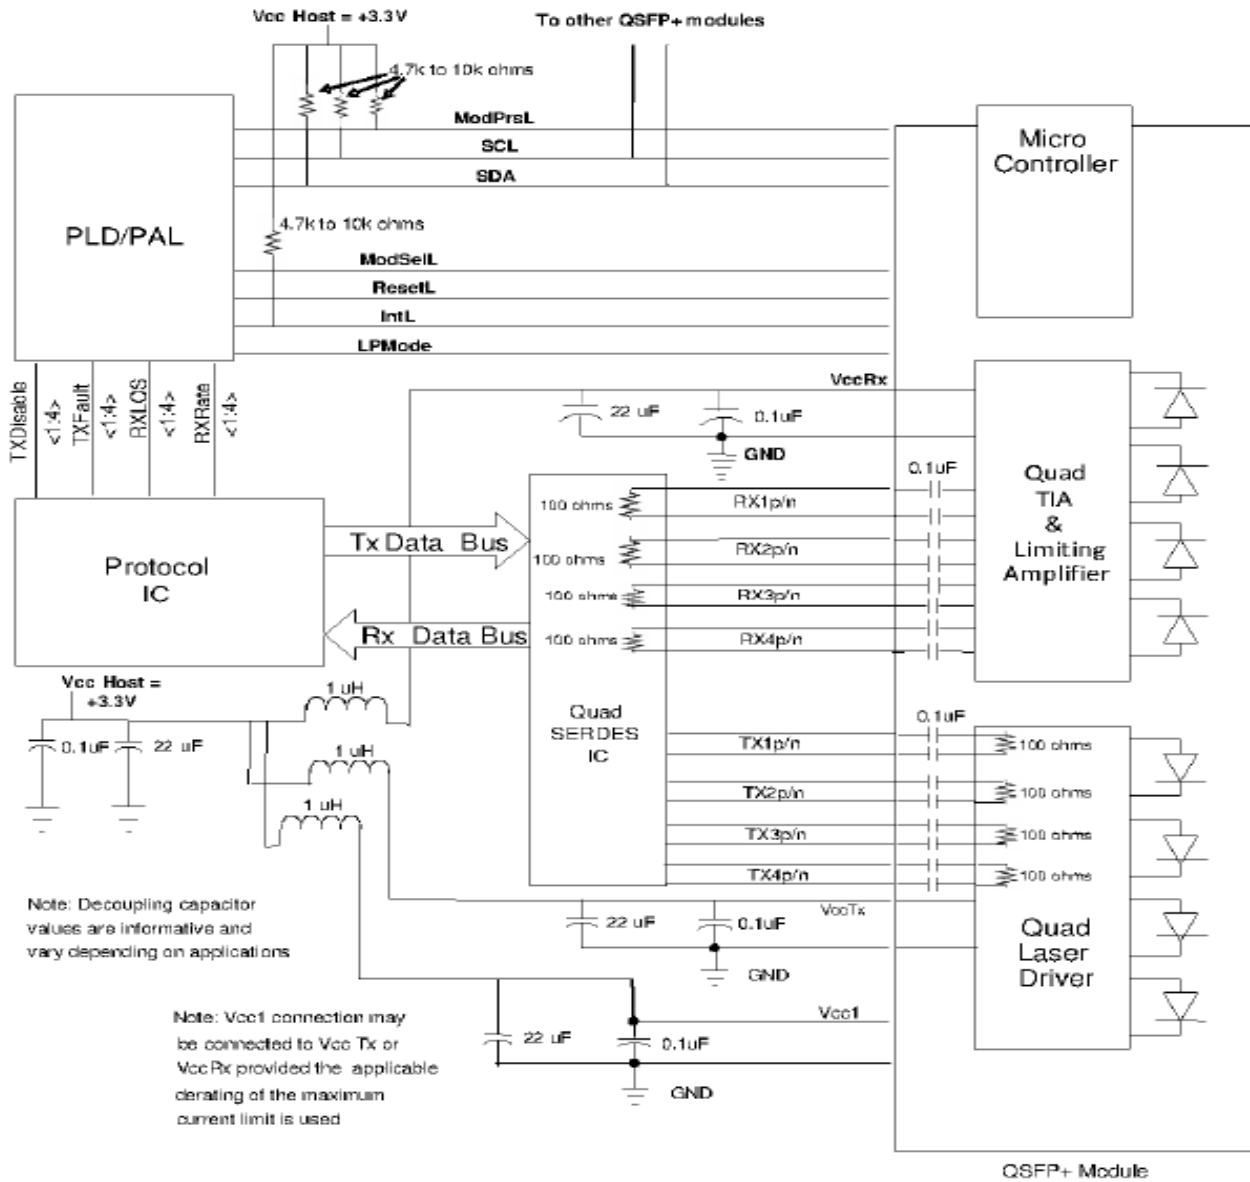 Vcc Host = +3.3V
To other QSFP+ modules
4.7k to 10k ohms
ModPrsL
SCL
SDA
Micro
Controller
PLD/PAL
4.7k to 10k ohms
ModSelL
ResetL
IntL
LPMode
TXDisable
<1:4>
TXFault
<1:4>
RXLOS
<1:4>
RXRate
<1:4>
VccRx
22 uF
0.1uF
GND
0.1uF
Quad
TIA
&
Limiting
Amplifier
100 ohms
RX1p/n
100 ohms
RX2p/n
100 ohms
RX3p/n
100 ohms
RX4p/n
Tx Data Bus
Rx Data Bus
Protocol
IC
Vcc Host =
+3.3V
0.1uF
22 uF
1 uH
1 uH
1 uH
Quad
SERDES
IC
0.1uF
TX1p/n
100 ohms
TX2p/n
100 ohms
TX3p/n
100 ohms
TX4p/n
100 ohms
VccTx
22 uF
0.1uF
GND
Quad
Laser
Driver
Note: Decoupling capacitor
values are informative and
vary depending on applications
Note: Vcc1 connection may
be connected to Vcc Tx or
Vcc Rx provided the applicable
derating of the maximum
current limit is used
Vcc1
22 uF
0.1uF
GND
QSFP+ Module